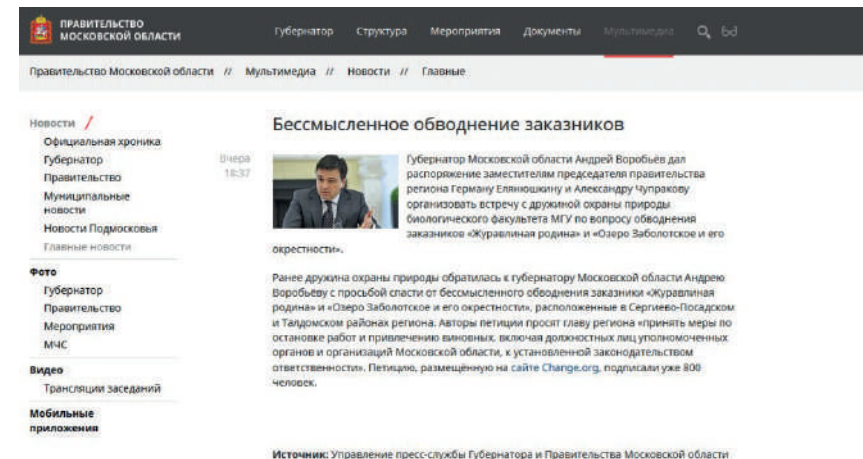 ПРАВИТЕЛЬСТВО
МОСКОВСКОЙ ОБЛАСТИ
Губернатор Структура Мероприятия Документы Мультимедиа
Правительство Московской области // Мультимедиа // Новости // Главные
Новости /
Официальная хроника
Губернатор
Правительство
Муниципальные
новости
Новости Подмосковья
Главные новости
Фото
Губернатор
Правительство
Мероприятия
МЧС
Видео
Трансляции заседаний
Мобильные
приложения
Бессмысленное обводнение заказников
Вчера
18:37
Губернатор Московской области Андрей Воробьёв дал
распоряжение заместителям председателя правительства
региона Герману Елянюшкину и Александру Чупракову
организовать встречу с дружиной охраны природы
биологического факультета МГУ по вопросу обводнения
заказников «Журавлиная родина» и «Озеро Заболотское и его
окрестности».
Ранее дружина охраны природы обратилась к губернатору Московской области Андрею
Воробьёву с просьбой спасти от бессмысленного обводнения заказники «Журавлиная
родина» и «Озеро Заболотское и его окрестности», расположенные в Сергиево-Посадском
и Талдомском районах региона. Авторы петиции просят главу региона «принять меры по
остановке работ и привлечению виновных, включая должностных лиц уполномоченных
органов и организаций Московской области, к установленной законодательством
ответственности». Петицию, размещённую на сайте Change.org, подписали уже 800
человек.
Источник: Управление пресс-службы Губернатора и Правительства Московской области